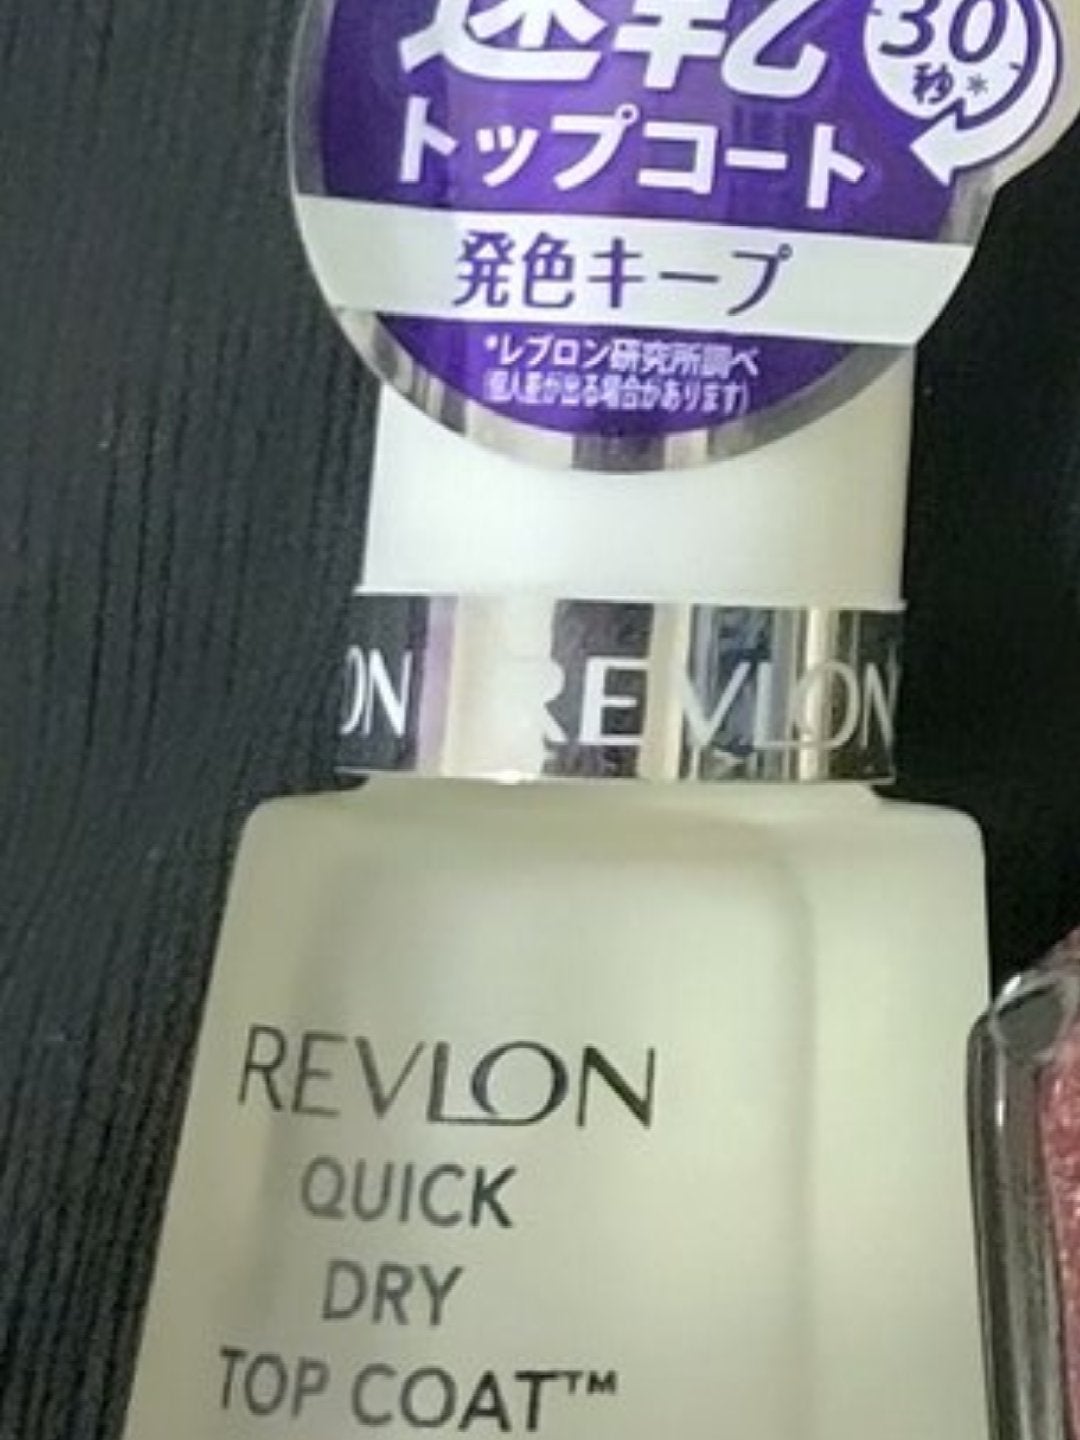 速乾
30
秒*
トップコート
発色キープ
*レブロン研究所調べ
(個人差が出る場合があります)
ON REVLON
REVLON
QUICK
DRY
TOP COAT™